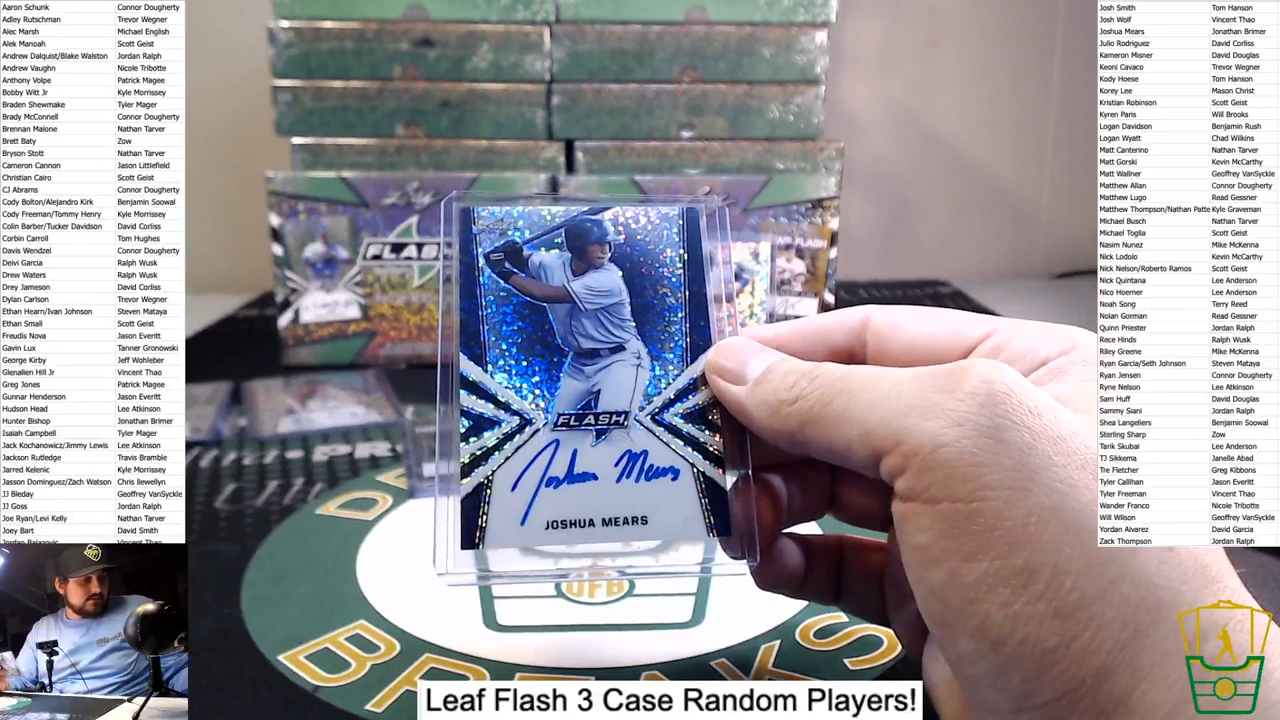 Aaron Schunk Connor Dougherty
Adley Rutschman Trevor Wegner
Alec Marsh Michael English
Alek Manoah Scott Geist
Andrew Dalquist/Blake Walston Jordan Ralph
Andrew Vaughn Nicole Tribotte
Anthony Volpe Patrick Magee
Bobby Witt Jr Kyle Morrissey
Braden Shewmake Tyler Mager
Brady McConnell Connor Dougherty
Brennan Malone Nathan Tarver
Brett Baty Zow
Bryson Stott Nathan Tarver
Cameron Cannon Jason Littlefield
Christian Cairo Scott Geist
CJ Abrams Connor Dougherty
Cody Bolton/Alejandro Kirk Benjamin Soowal
Cody Freeman/Tommy Henry Kyle Morrissey
Colin Barber/Tucker Davidson David Corliss
Corbin Carroll Tom Hughes
Davis Wendzel Connor Dougherty
Deivi Garcia Ralph Wusk
Drew Waters Ralph Wusk
Drey Jameson David Corliss
Dylan Carlson Trevor Wegner
Ethan Hearn/Ivan Johnson Steven Mataya
Ethan Small Scott Geist
Freudis Nova Jason Everitt
Gavin Lux Tanner Gronowski
George Kirby Jeff Wohleber
Glenallen Hill Jr Vincent Thao
Greg Jones Patrick Magee
Gunnar Henderson Jason Everitt
Hudson Head Lee Atkinson
Hunter Bishop Jonathan Brimer
Isaiah Campbell Tyler Mager
Jack Kochanowicz/Jimmy Lewis Lee Atkinson
Jackson Rutledge Travis Bramble
Jarred Kelenic Kyle Morrissey
Jasson Dominguez/Zach Watson Chris llewellyn
JJ Bleday Geoffrey VanSyckle
JJ Goss Jordan Ralph
Joe Ryan/Levi Kelly Nathan Tarver
Joey Bart David Smith
Jordan Balazovic Vincent Thao
FLASH
Joshua Mears
JOSHUA MEARS
UFB
BREAKS
Leaf Flash 3 Case Random Players!
Josh Smith Tom Hanson
Josh Wolf Vincent Thao
Joshua Mears Jonathan Brimer
Julio Rodriguez David Corliss
Kameron Misner David Douglas
Keoni Cavaco Trevor Wegner
Kody Hoese Tom Hanson
Korey Lee Mason Christ
Kristian Robinson Scott Geist
Kyren Paris Will Brooks
Logan Davidson Benjamin Rush
Logan Wyatt Chad Wilkins
Matt Canterino Nathan Tarver
Matt Gorski Kevin McCarthy
Matt Wallner Geoffrey VanSyckle
Matthew Allan Connor Dougherty
Matthew Lugo Read Gessner
Matthew Thompson/Nathan Patte Kyle Graveman
Michael Busch Nathan Tarver
Michael Toglia Scott Geist
Nasim Nunez Mike McKenna
Nick Lodolo Kevin McCarthy
Nick Nelson/Roberto Ramos Scott Geist
Nick Quintana Lee Anderson
Nico Hoerner Lee Anderson
Noah Song Terry Reed
Nolan Gorman Read Gessner
Quinn Priester Jordan Ralph
Rece Hinds Ralph Wusk
Riley Greene Mike McKenna
Ryan Garcia/Seth Johnson Steven Mataya
Ryan Jensen Connor Dougherty
Ryne Nelson Lee Atkinson
Sam Huff David Douglas
Sammy Siani Jordan Ralph
Shea Langeliers Benjamin Soowal
Sterling Sharp Zow
Tarik Skubal Lee Anderson
TJ Sikkema Janelle Abad
Tre Fletcher Greg Kibbons
Tyler Callihan Jason Everitt
Tyler Freeman Vincent Thao
Wander Franco Nicole Tribotte
Will Wilson Geoffrey VanSyckle
Yordan Alvarez David Garcia
Zack Thompson Jordan Ralph